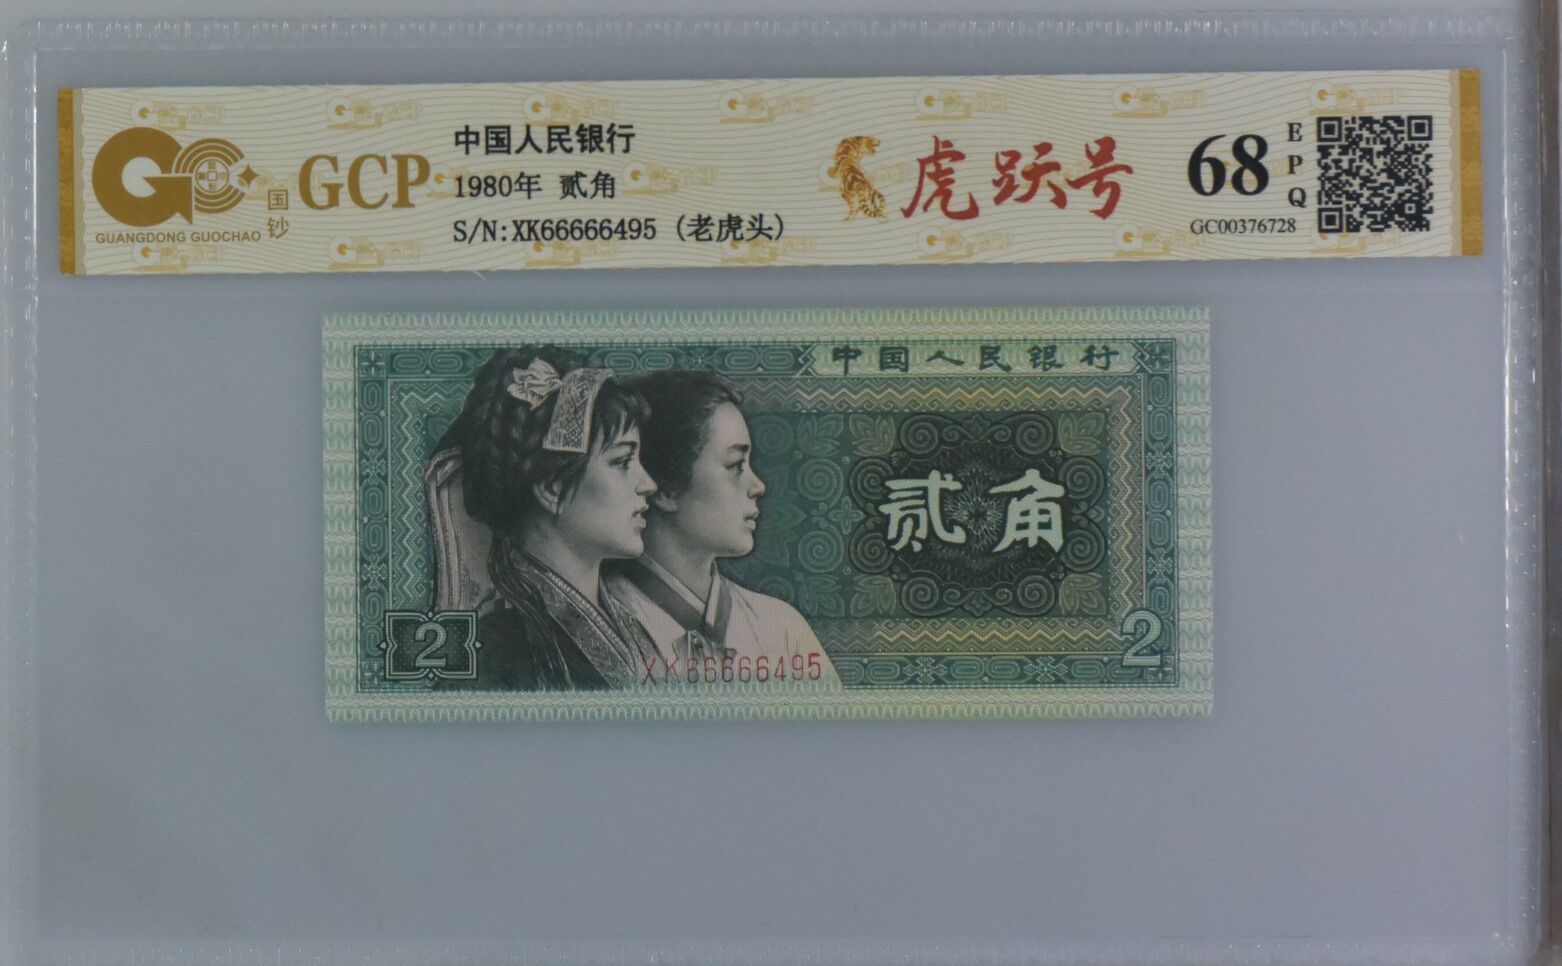 GC
GUANGDONG GUOCHAO
国钞
GCP
中国人民银行
1980年 贰角
S/N:XK66666495 (老虎头)
虎跃号
68
EPQ
GC00376728
中国人民银行
贰角
2
2
XK66666495